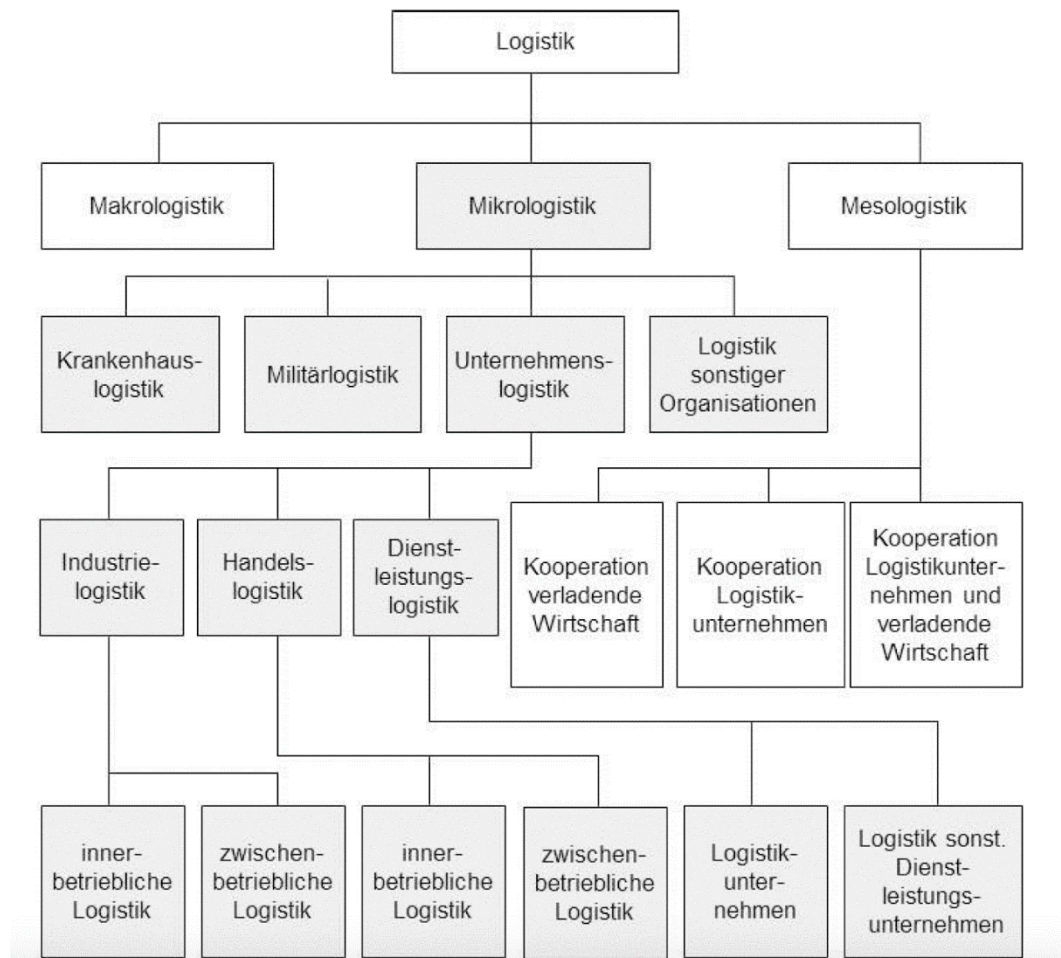 Logistik
Makrologistik
Mikrologistik
Mesologistik
Krankenhaus-
logistik
Militärlogistik
Unternehmens-
logistik
Logistik
sonstiger
Organisationen
Industrie-
logistik
Handels-
logistik
Dienst-
leistungs-
logistik
Kooperation
verladende
Wirtschaft
Kooperation
Logistik-
unternehmen
Kooperation
Logistikunter-
nehmen und
verladende
Wirtschaft
inner-
betriebliche
Logistik
zwischen-
betriebliche
Logistik
inner-
betriebliche
Logistik
zwischen-
betriebliche
Logistik
Logistik-
unter-
nehmen
Logistik sonst.
Dienst-
leistungs-
unternehmen